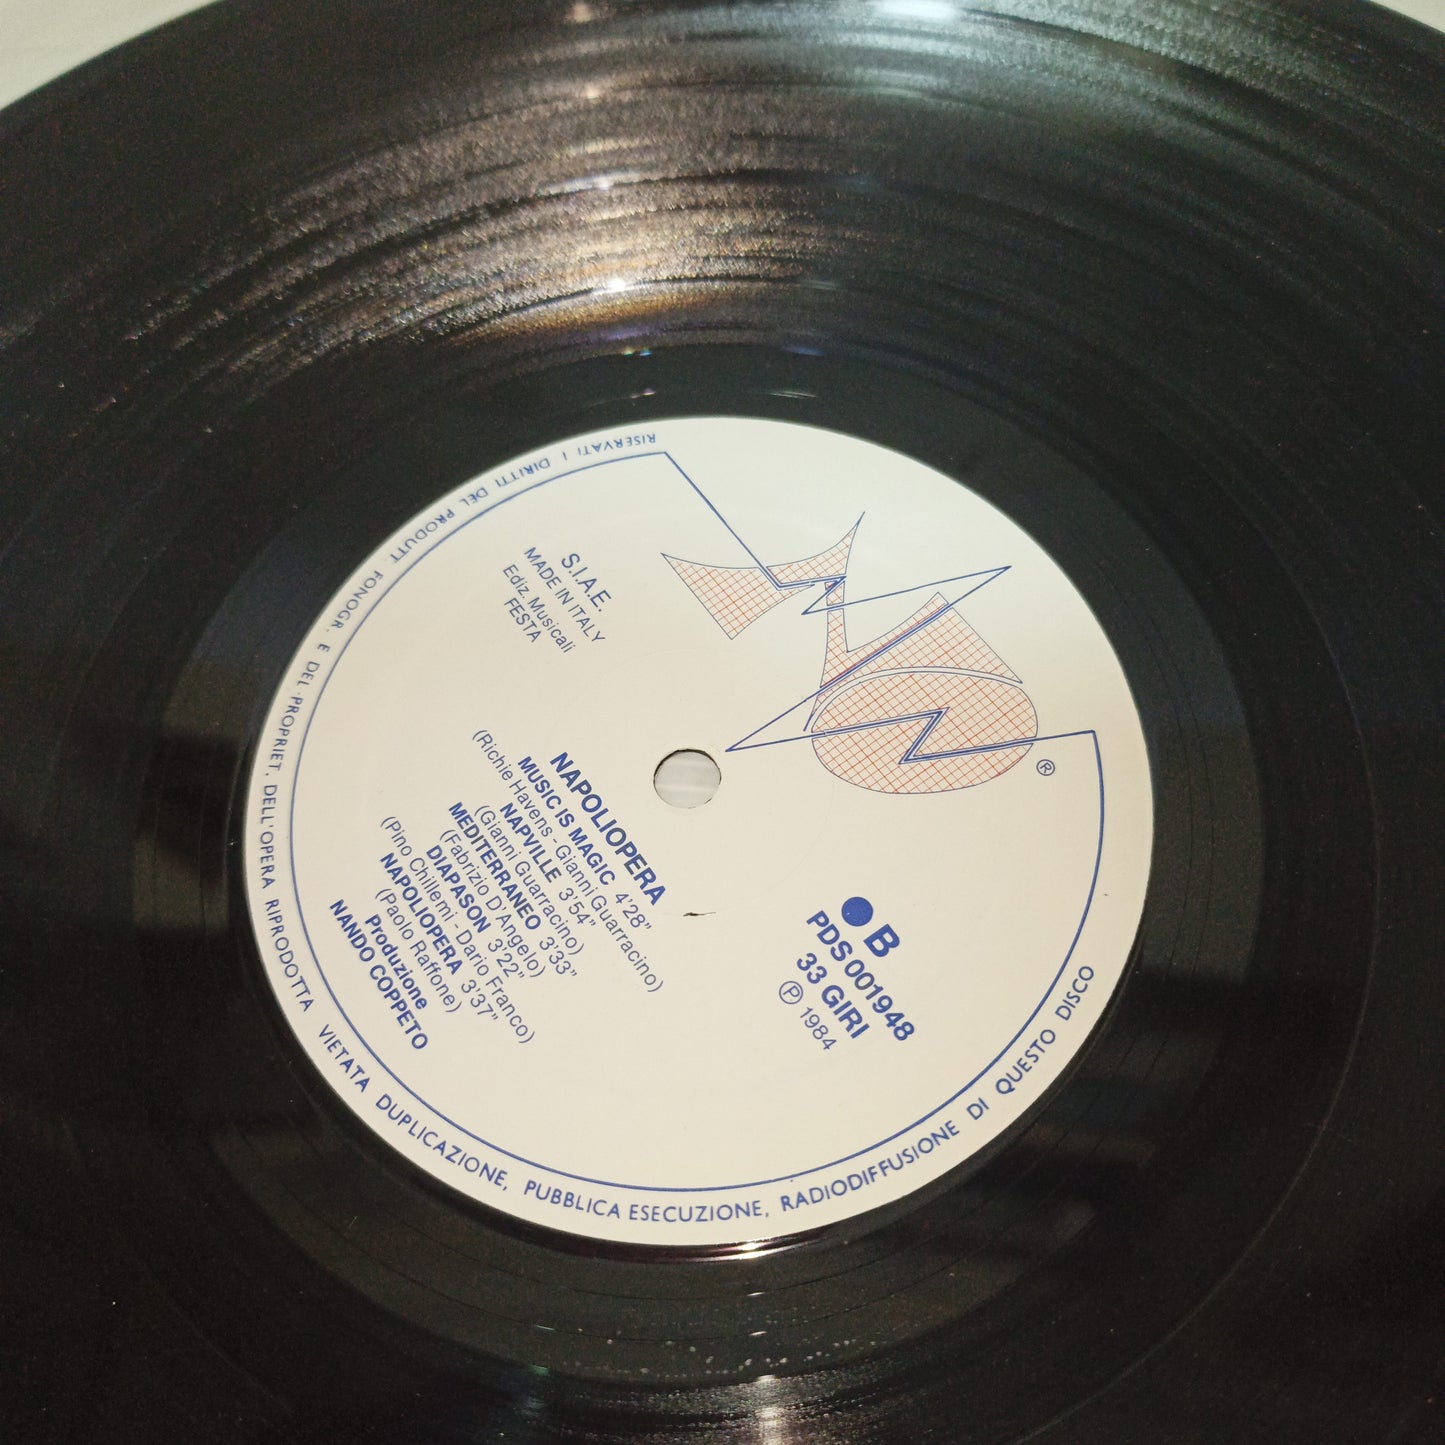 S.I.A.E.
MADE IN ITALY
Ediz. Musicali
FESTA
B
PDS 001948
33 GIRI
Ⓟ 1984
®
NAPOLIOPERA
MUSIC IS MAGIC 4'28"
(Richie Havens - Gianni Guarracino)
NAPVILLE 3'54"
(Gianni Guarracino)
MEDITERRANEO 3'33"
(Fabrizio D'Angelo)
DIAPASON 3'22"
(Pino Chillemi - Dario Franco)
NAPOLIOPERA 3'37"
(Paolo Raffone)
Produzione
NANDO COPPETO
RISERVATI I DIRITTI DEL PRODUTT. FONOGR. E DEL PROPRIET. DELL'OPERA RIPRODOTTA VIETATA DUPLICAZIONE, PUBBLICA ESECUZIONE, RADIODIFFUSIONE DI QUESTO DISCO